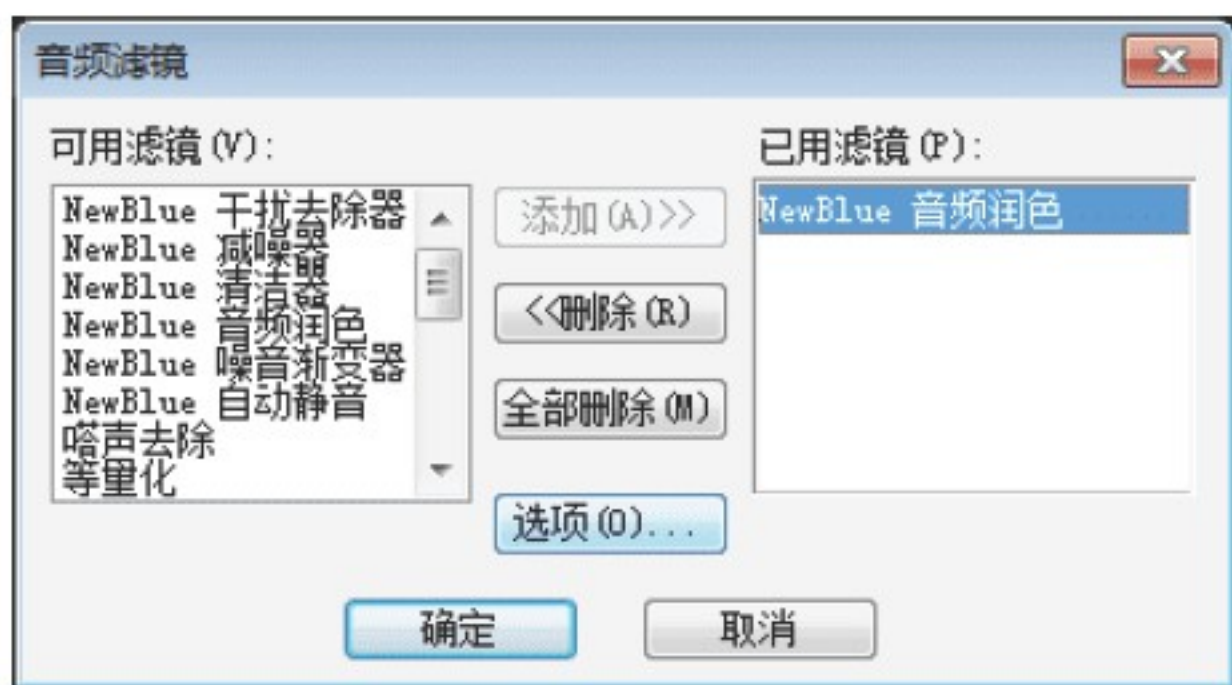 音频滤镜
可用滤镜(V):
NewBlue 干扰去除器
NewBlue 减噪器
NewBlue 清洁器
NewBlue 音频润色
NewBlue 噪音渐变器
NewBlue 自动静音
嗒声去除
等量化
添加(A)>>
<<删除(R)
全部删除(M)
选项(O)...
已用滤镜(P):
NewBlue 音频润色
确定
取消